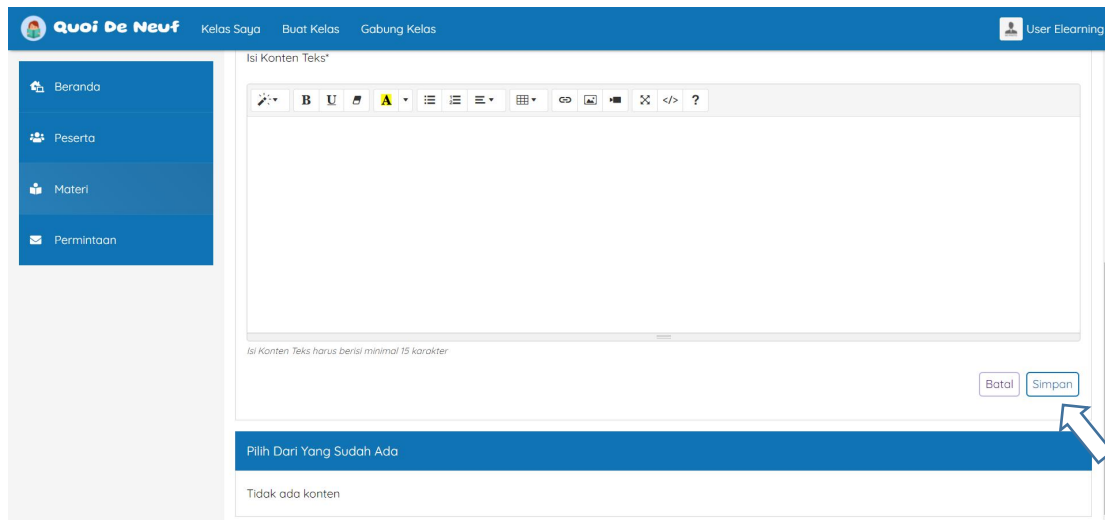 Quoi De Neuf Kelas Saya Buat Kelas Gabung Kelas User Elearning
Isi Konten Teks*
Beranda
Peserta
Materi
Permintaan
B U A </> ?
Isi Konten Teks harus berisi minimal 15 karakter
Batal Simpan
Pilih Dari Yang Sudah Ada
Tidak ada konten